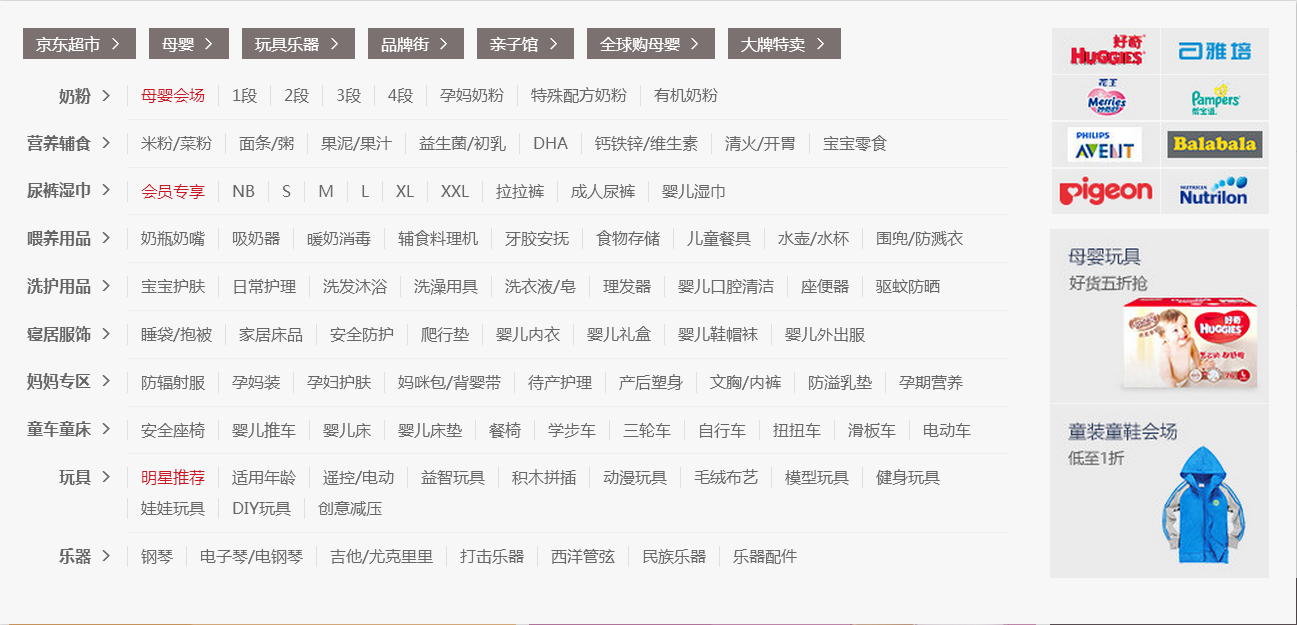 京东超市 > 母婴 > 玩具乐器 > 品牌街 > 亲子馆 > 全球购母婴 > 大牌特卖 >
奶粉 > 母婴会场 1段 2段 3段 4段 孕妈奶粉 特殊配方奶粉 有机奶粉
营养辅食 > 米粉/菜粉 面条/粥 果泥/果汁 益生菌/初乳 DHA 钙铁锌/维生素 清火/开胃 宝宝零食
尿裤湿巾 > 会员专享 NB S M L XL XXL 拉拉裤 成人尿裤 婴儿湿巾
喂养用品 > 奶瓶奶嘴 吸奶器 暖奶消毒 辅食料理机 牙胶安抚 食物存储 儿童餐具 水壶/水杯 围兜/防溅衣
洗护用品 > 宝宝护肤 日常护理 洗发沐浴 洗澡用具 洗衣液/皂 理发器 婴儿口腔清洁 座便器 驱蚊防晒
寝居服饰 > 睡袋/抱被 家居床品 安全防护 爬行垫 婴儿内衣 婴儿礼盒 婴儿鞋帽袜 婴儿外出服
妈妈专区 > 防辐射服 孕妈装 孕妇护肤 妈咪包/背婴带 待产护理 产后塑身 文胸/内裤 防溢乳垫 孕期营养
童车童床 > 安全座椅 婴儿推车 婴儿床 婴儿床垫 餐椅 学步车 三轮车 自行车 扭扭车 滑板车 电动车
玩具 > 明星推荐 适用年龄 遥控/电动 益智玩具 积木拼插 动漫玩具 毛绒布艺 模型玩具 健身玩具
娃娃玩具 DIY玩具 创意减压
乐器 > 钢琴 电子琴/电钢琴 吉他/尤克里里 打击乐器 西洋管弦 民族乐器 乐器配件
好奇
HUGGIES
雅培
花王
Merries
Pampers
帮宝适
PHILIPS
AVENT
Balabala
Pigeon
NUTRICIA
Nutrilon
母婴玩具
好货五折抢
好奇
HUGGIES
童装童鞋会场
低至1折